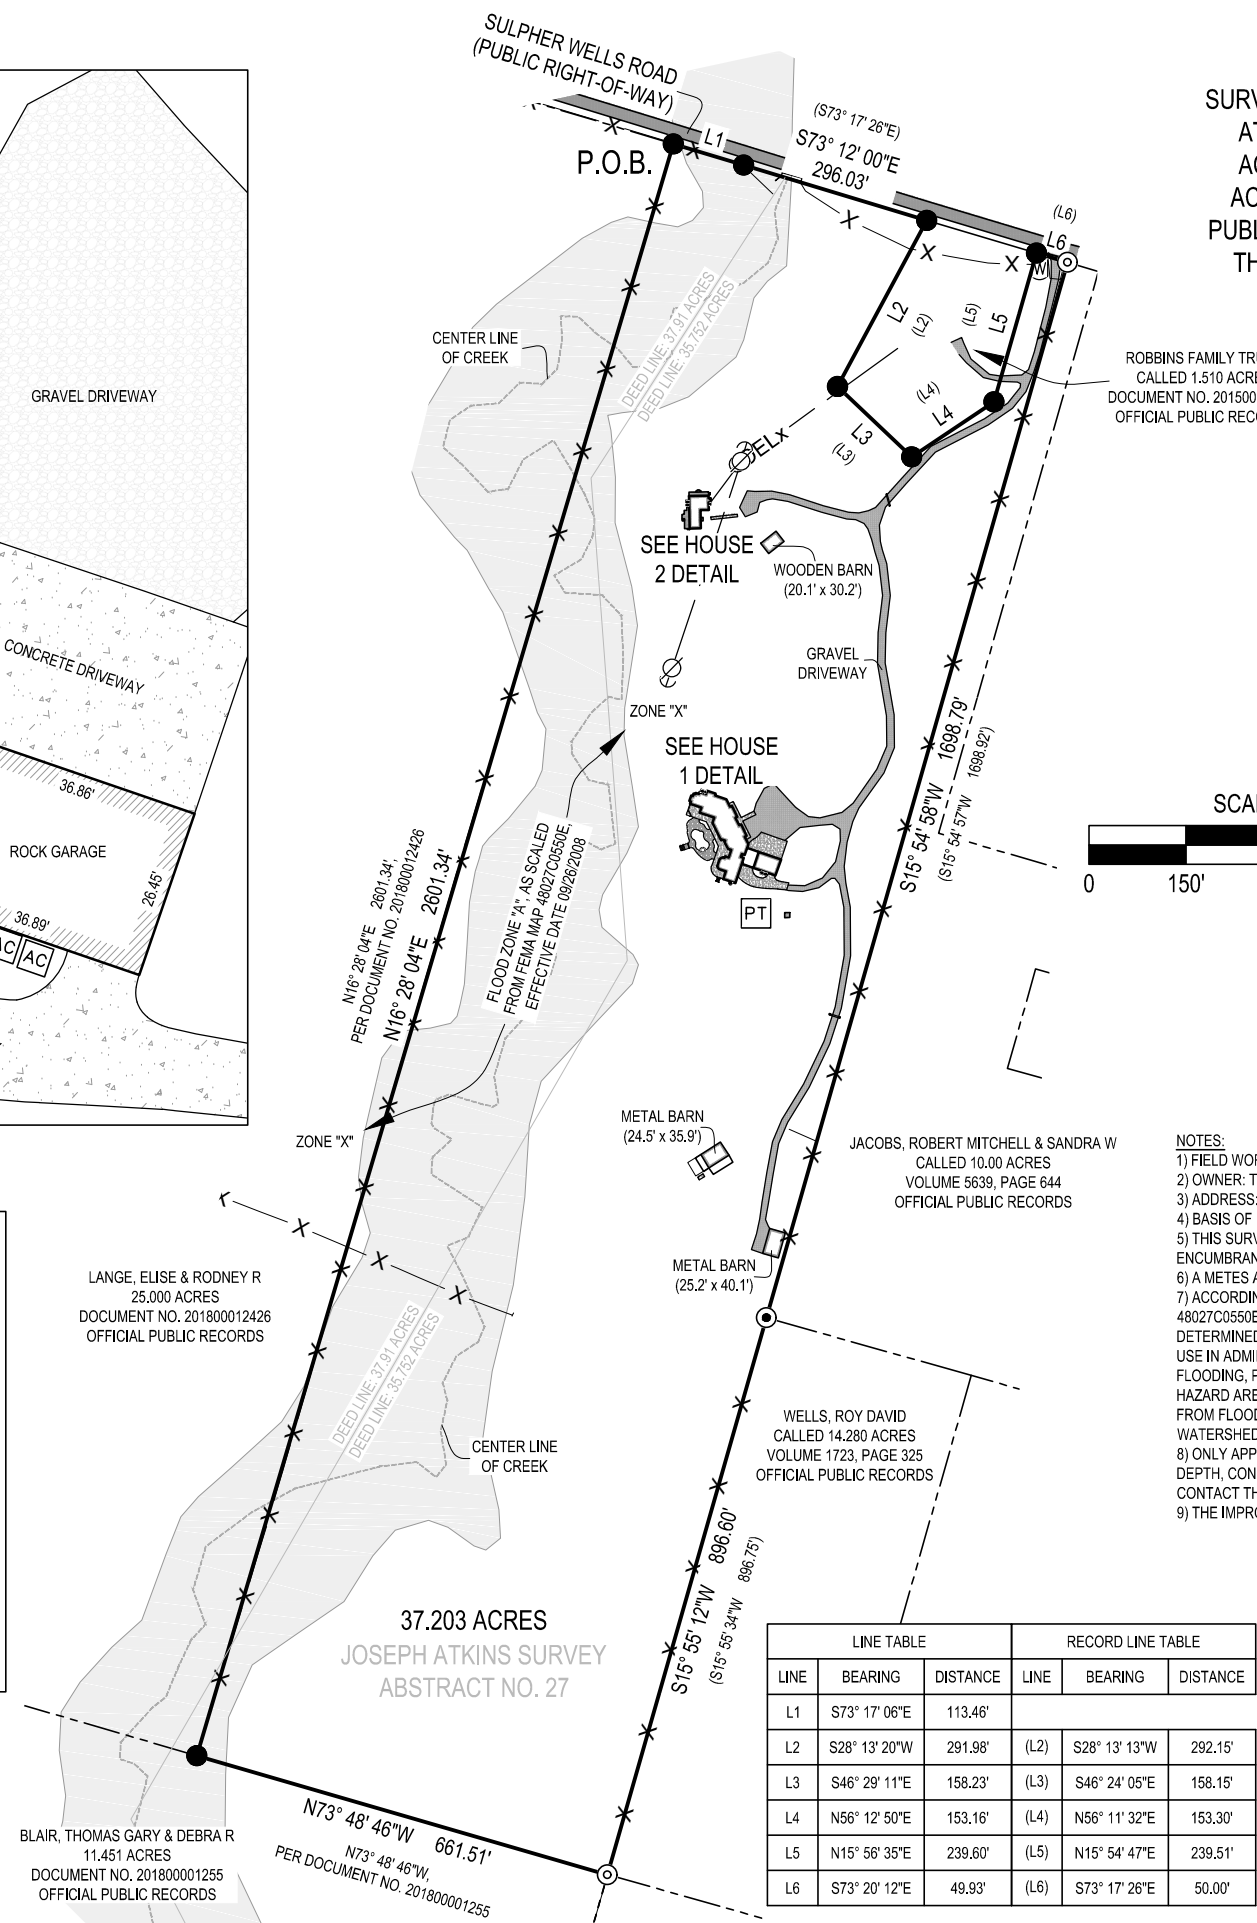 SULPHER WELLS ROAD
(PUBLIC RIGHT-OF-WAY)
P.O.B.
L1
(S73° 17' 26"E)
S73° 12' 00"E
296.03'
(L6)
L6
W
L2
(L2)
(L5)
L5
(L4)
L4
L3
(L3)
X
X
X
X
X
X
ELx
CENTER LINE
OF CREEK
DEED LINE: 37.91 ACRES
DEED LINE: 35.752 ACRES
SURV
AT
AC
AC
PUBL
TH
ROBBINS FAMILY TR
CALLED 1.510 ACRE
DOCUMENT NO. 201500
OFFICIAL PUBLIC REC
GRAVEL DRIVEWAY
CONCRETE DRIVEWAY
36.86'
ROCK GARAGE
26.45'
36.89'
AC
AC
SEE HOUSE
2 DETAIL
WOODEN BARN
(20.1' x 30.2')
GRAVEL
DRIVEWAY
ZONE "X"
SEE HOUSE
1 DETAIL
PT
S15° 54' 58"W 1698.79'
(S15° 54' 57"W 1698.92')
SCA
0
150'
N16° 28' 04"E 2601.34',
PER DOCUMENT NO. 201800012426
N16° 28' 04"E 2601.34'
FLOOD ZONE "A", AS SCALED
FROM FEMA MAP 48027C0550E,
EFFECTIVE DATE 09/26/2008
ZONE "X"
METAL BARN
(24.5' x 35.9')
METAL BARN
(25.2' x 40.1')
JACOBS, ROBERT MITCHELL & SANDRA W
CALLED 10.00 ACRES
VOLUME 5639, PAGE 644
OFFICIAL PUBLIC RECORDS
NOTES:
1) FIELD WO
2) OWNER: T
3) ADDRESS:
4) BASIS OF
5) THIS SURV
ENCUMBRAN
6) A METES A
7) ACCORDIN
48027C0550E
DETERMINED
USE IN ADMI
FLOODING, P
HAZARD ARE
FROM FLOOD
WATERSHED
8) ONLY APP
DEPTH, CON
CONTACT TH
9) THE IMPRO
X
X
X
LANGE, ELISE & RODNEY R
25.000 ACRES
DOCUMENT NO. 201800012426
OFFICIAL PUBLIC RECORDS
DEED LINE: 37.91 ACRES
DEED LINE: 35.752 ACRES
CENTER LINE
OF CREEK
WELLS, ROY DAVID
CALLED 14.280 ACRES
VOLUME 1723, PAGE 325
OFFICIAL PUBLIC RECORDS
S15° 55' 12"W 896.60'
(S15° 55' 34"W 896.75')
37.203 ACRES
JOSEPH ATKINS SURVEY
ABSTRACT NO. 27
N73° 48' 46"W 661.51'
N73° 48' 46"W,
PER DOCUMENT NO. 201800001255
BLAIR, THOMAS GARY & DEBRA R
11.451 ACRES
DOCUMENT NO. 201800001255
OFFICIAL PUBLIC RECORDS
LINE TABLE RECORD LINE TABLE
LINE BEARING DISTANCE LINE BEARING DISTANCE
L1 S73° 17' 06"E 113.46'
L2 S28° 13' 20"W 291.98' (L2) S28° 13' 13"W 292.15'
L3 S46° 29' 11"E 158.23' (L3) S46° 24' 05"E 158.15'
L4 N56° 12' 50"E 153.16' (L4) N56° 11' 32"E 153.30'
L5 N15° 56' 35"E 239.60' (L5) N15° 54' 47"E 239.51'
L6 S73° 20' 12"E 49.93' (L6) S73° 17' 26"E 50.00'